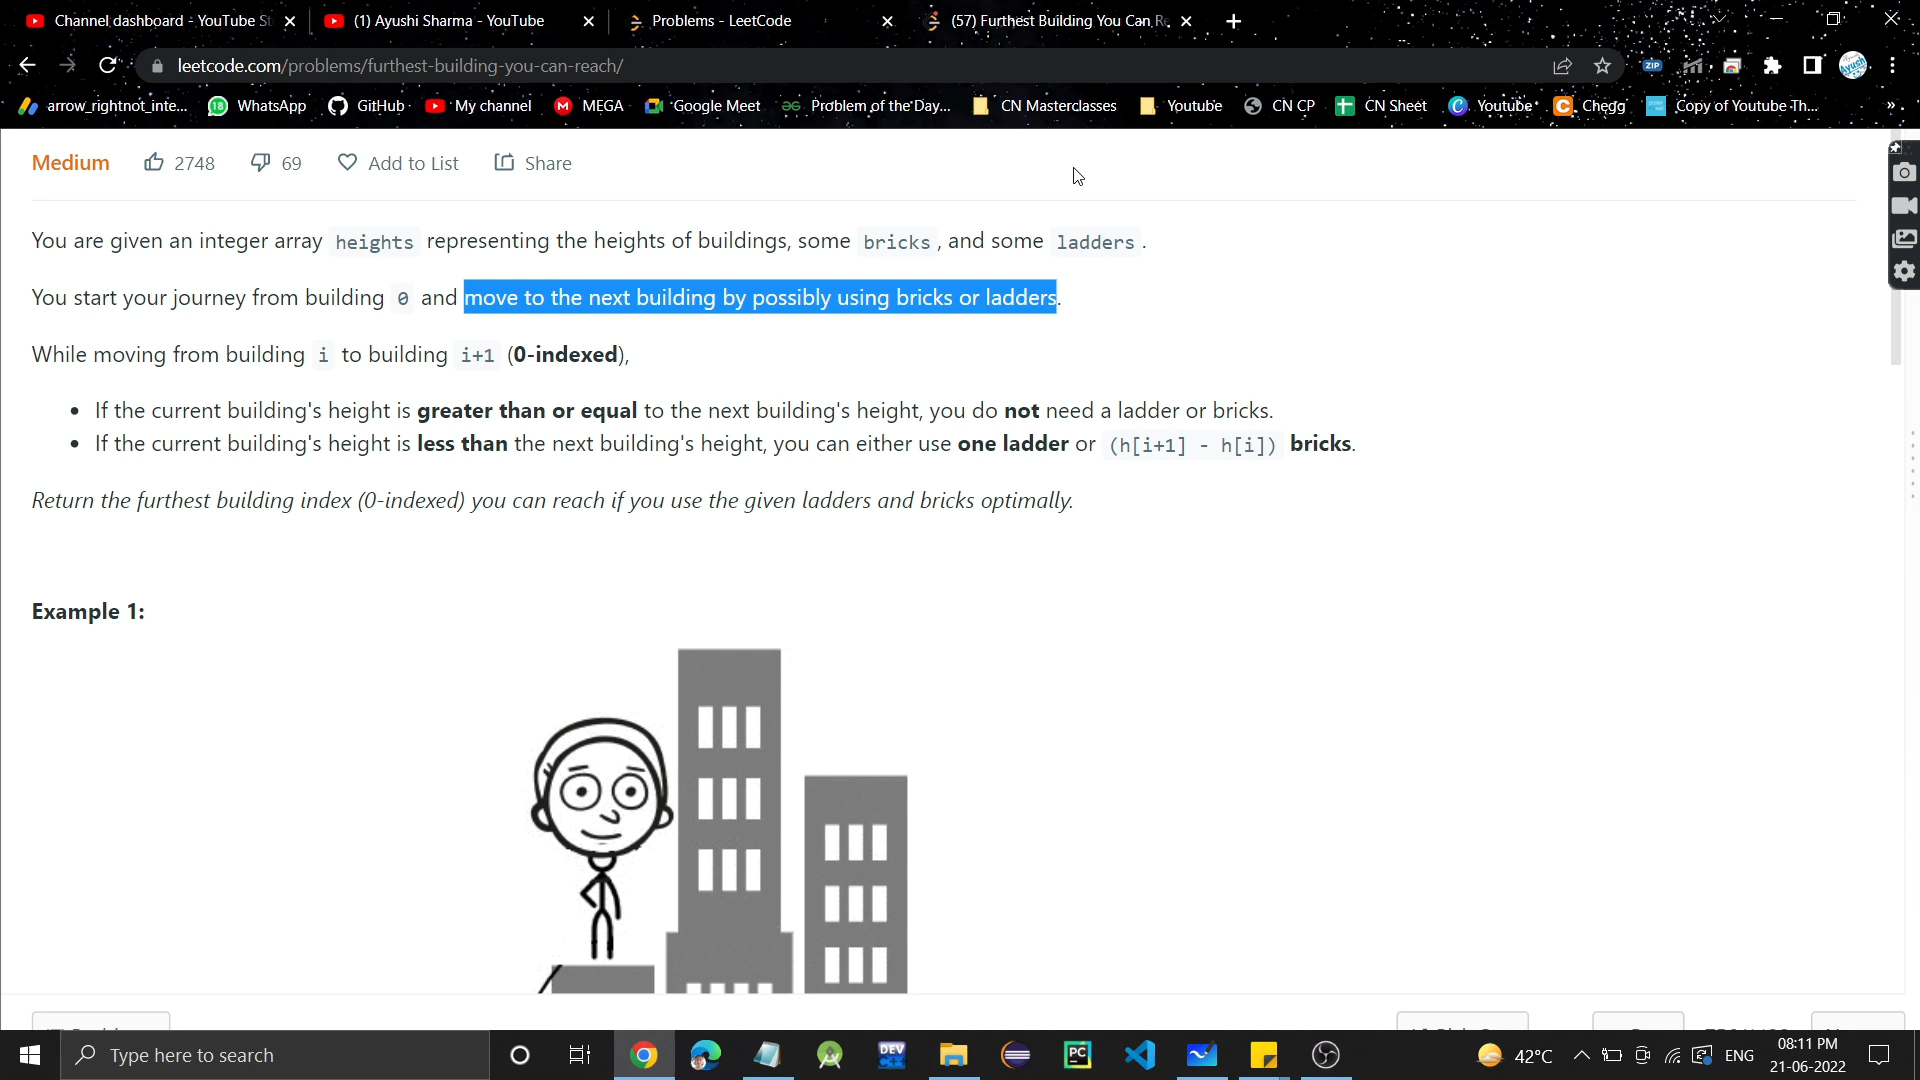 Channel dashboard - YouTube St
(1) Ayushi Sharma - YouTube
Problems - LeetCode
(57) Furthest Building You Can Re
leetcode.com/problems/furthest-building-you-can-reach/
ZIP
arrow_rightnot_inte...
WhatsApp
GitHub
My channel
MEGA
Google Meet
Problem of the Day...
CN Masterclasses
Youtube
CN CP
CN Sheet
Youtube
Chegg
Copy of Youtube Th...
»
Medium
2748
69
Add to List
Share
You are given an integer array heights representing the heights of buildings, some bricks, and some ladders.
You start your journey from building 0 and move to the next building by possibly using bricks or ladders.
While moving from building i to building i+1 (0-indexed),
• If the current building's height is greater than or equal to the next building's height, you do not need a ladder or bricks.
• If the current building's height is less than the next building's height, you can either use one ladder or (h[i+1] - h[i]) bricks.
Return the furthest building index (0-indexed) you can reach if you use the given ladders and bricks optimally.
Example 1:
Type here to search
DEV
PC
42°C
ENG
08:11 PM
21-06-2022